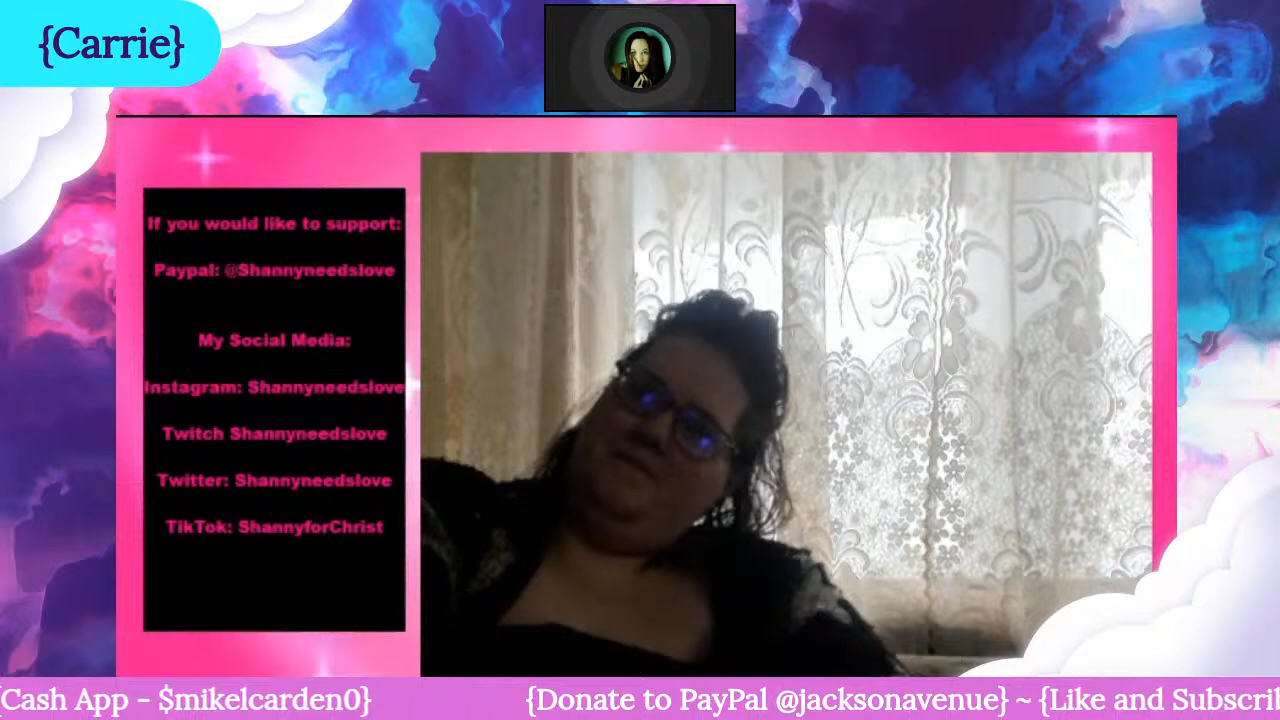 {Carrie}
If you would like to support:
Paypal: @Shannyneedslove
My Social Media:
Instagram: Shannyneedslove
Twitch Shannyneedslove
Twitter: Shannyneedslove
TikTok: ShannyforChrist
{Cash App - $mikelcarden0} {Donate to PayPal @jacksonavenue} ~ {Like and Subscri